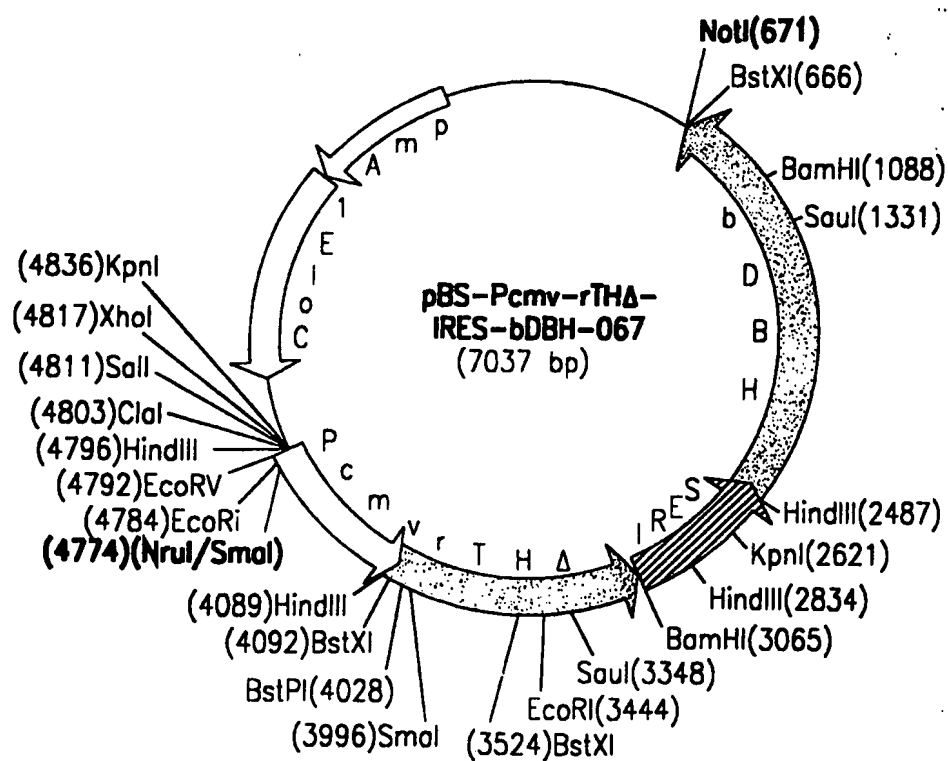 NotI(671)
BstXI(666)
BamHI(1088)
SauI(1331)
HindIII(2487)
KpnI(2621)
HindIII(2834)
BamHI(3065)
SauI(3348)
EcoRI(3444)
(3524)BstXI
(3996)SmaI
BstPI(4028)
(4092)BstXI
(4089)HindIII
(4774)(NruI/SmaI)
(4784)EcoRi
(4792)EcoRV
(4796)HindIII
(4803)ClaI
(4811)SalI
(4817)XhoI
(4836)KpnI
pBS-Pcmv-rTHΔ-
IRES-bDBH-067
(7037 bp)
bDBH
IRES
rTHΔ
Pcmv
ColE1
Amp